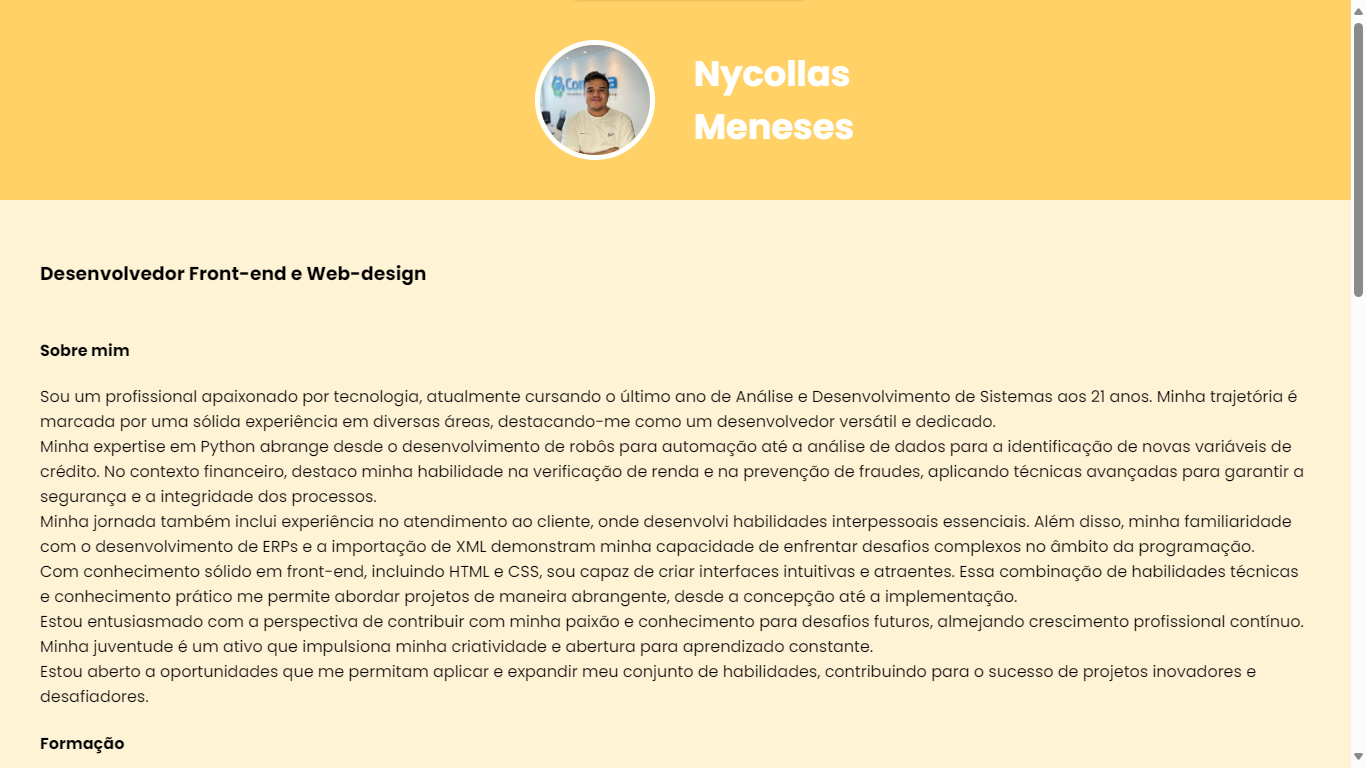 Nycollas
Meneses
Desenvolvedor Front-end e Web-design
Sobre mim
Sou um profissional apaixonado por tecnologia, atualmente cursando o último ano de Análise e Desenvolvimento de Sistemas aos 21 anos. Minha trajetória é
marcada por uma sólida experiência em diversas áreas, destacando-me como um desenvolvedor versátil e dedicado.
Minha expertise em Python abrange desde o desenvolvimento de robôs para automação até a análise de dados para a identificação de novas variáveis de
crédito. No contexto financeiro, destaco minha habilidade na verificação de renda e na prevenção de fraudes, aplicando técnicas avançadas para garantir a
segurança e a integridade dos processos.
Minha jornada também inclui experiência no atendimento ao cliente, onde desenvolvi habilidades interpessoais essenciais. Além disso, minha familiaridade
com o desenvolvimento de ERPs e a importação de XML demonstram minha capacidade de enfrentar desafios complexos no âmbito da programação.
Com conhecimento sólido em front-end, incluindo HTML e CSS, sou capaz de criar interfaces intuitivas e atraentes. Essa combinação de habilidades técnicas
e conhecimento prático me permite abordar projetos de maneira abrangente, desde a concepção até a implementação.
Estou entusiasmado com a perspectiva de contribuir com minha paixão e conhecimento para desafios futuros, almejando crescimento profissional contínuo.
Minha juventude é um ativo que impulsiona minha criatividade e abertura para aprendizado constante.
Estou aberto a oportunidades que me permitam aplicar e expandir meu conjunto de habilidades, contribuindo para o sucesso de projetos inovadores e
desafiadores.
Formação